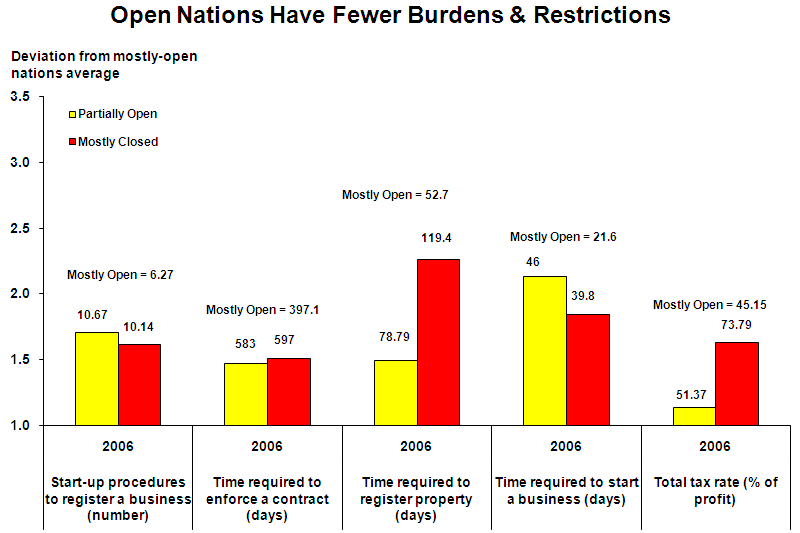 Open Nations Have Fewer Burdens & Restrictions
Deviation from mostly-open
nations average
3.5
3.0
2.5
2.0
1.5
1.0
Partially Open
Mostly Closed
Mostly Open = 6.27
10.67
10.14
Mostly Open = 397.1
583
597
Mostly Open = 52.7
78.79
119.4
Mostly Open = 21.6
46
39.8
Mostly Open = 45.15
51.37
73.79
2006
2006
2006
2006
2006
Start-up procedures
to register a business
(number)
Time required to
enforce a contract
(days)
Time required to
register property
(days)
Time required to start
a business (days)
Total tax rate (% of
profit)